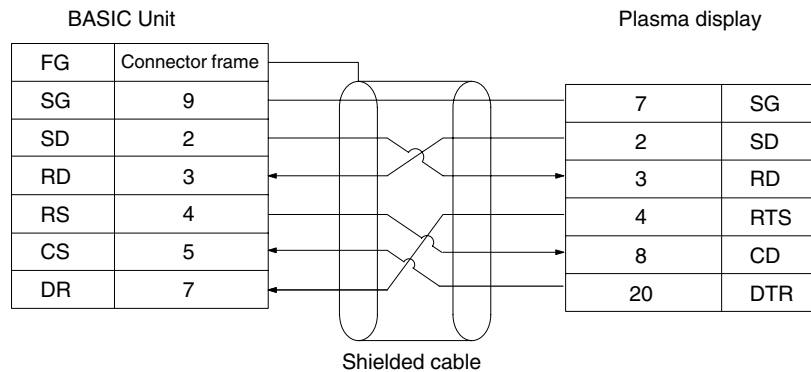 BASIC Unit
Plasma display
FG Connector frame
SG 9
SD 2
RD 3
RS 4
CS 5
DR 7
7 SG
2 SD
3 RD
4 RTS
8 CD
20 DTR
Shielded cable